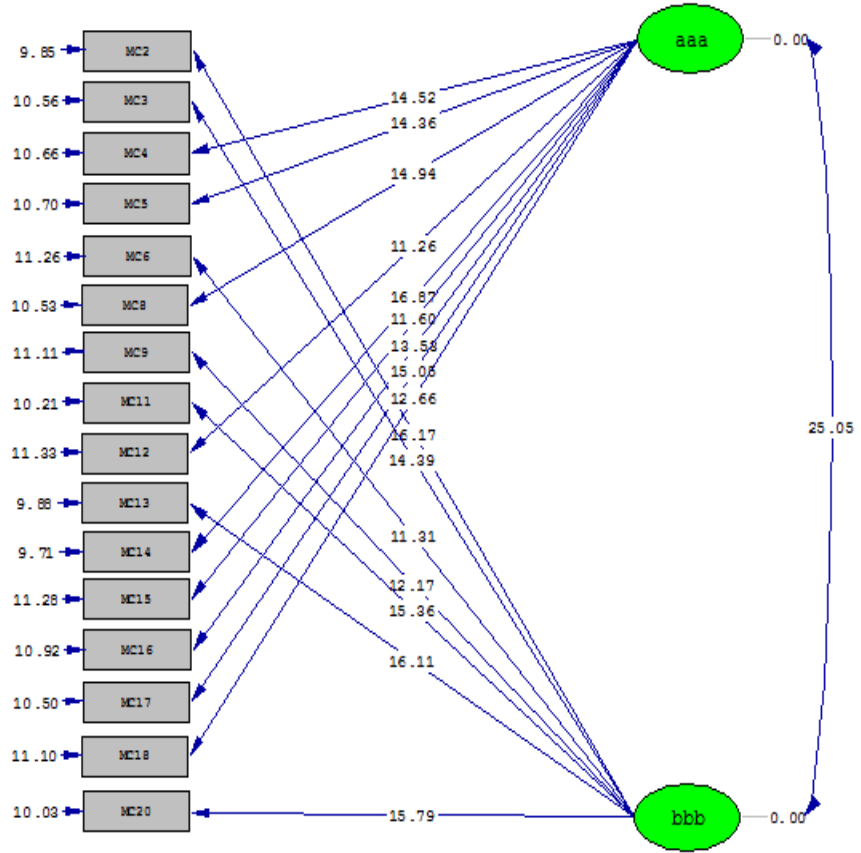 9.85 MC2
10.56 MC3
10.66 MC4
10.70 MC5
11.26 MC6
10.53 MC8
11.11 MC9
10.21 MC11
11.33 MC12
9.88 MC13
9.71 MC14
11.28 MC15
10.92 MC16
10.50 MC17
11.10 MC18
10.03 MC20
14.52
14.36
14.94
11.26
16.87
11.60
13.58
15.05
12.66
16.17
14.39
11.31
12.17
15.36
16.11
15.79
aaa 0.00
25.05
bbb 0.00